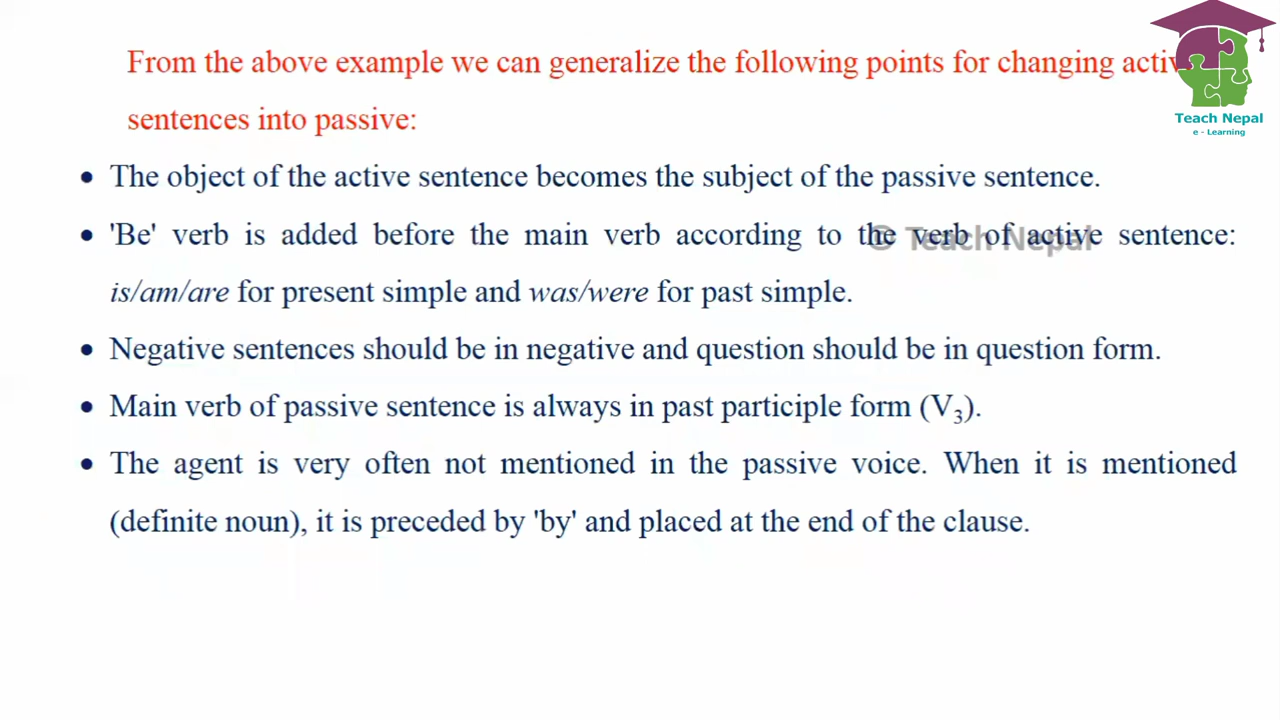 From the above example we can generalize the following points for changing active
sentences into passive:
• The object of the active sentence becomes the subject of the passive sentence.
• 'Be' verb is added before the main verb according to the verb of active sentence:
is/am/are for present simple and was/were for past simple.
• Negative sentences should be in negative and question should be in question form.
• Main verb of passive sentence is always in past participle form (V₃).
• The agent is very often not mentioned in the passive voice. When it is mentioned
(definite noun), it is preceded by 'by' and placed at the end of the clause.
Teach Nepal
e - Learning
© Teach Nepal